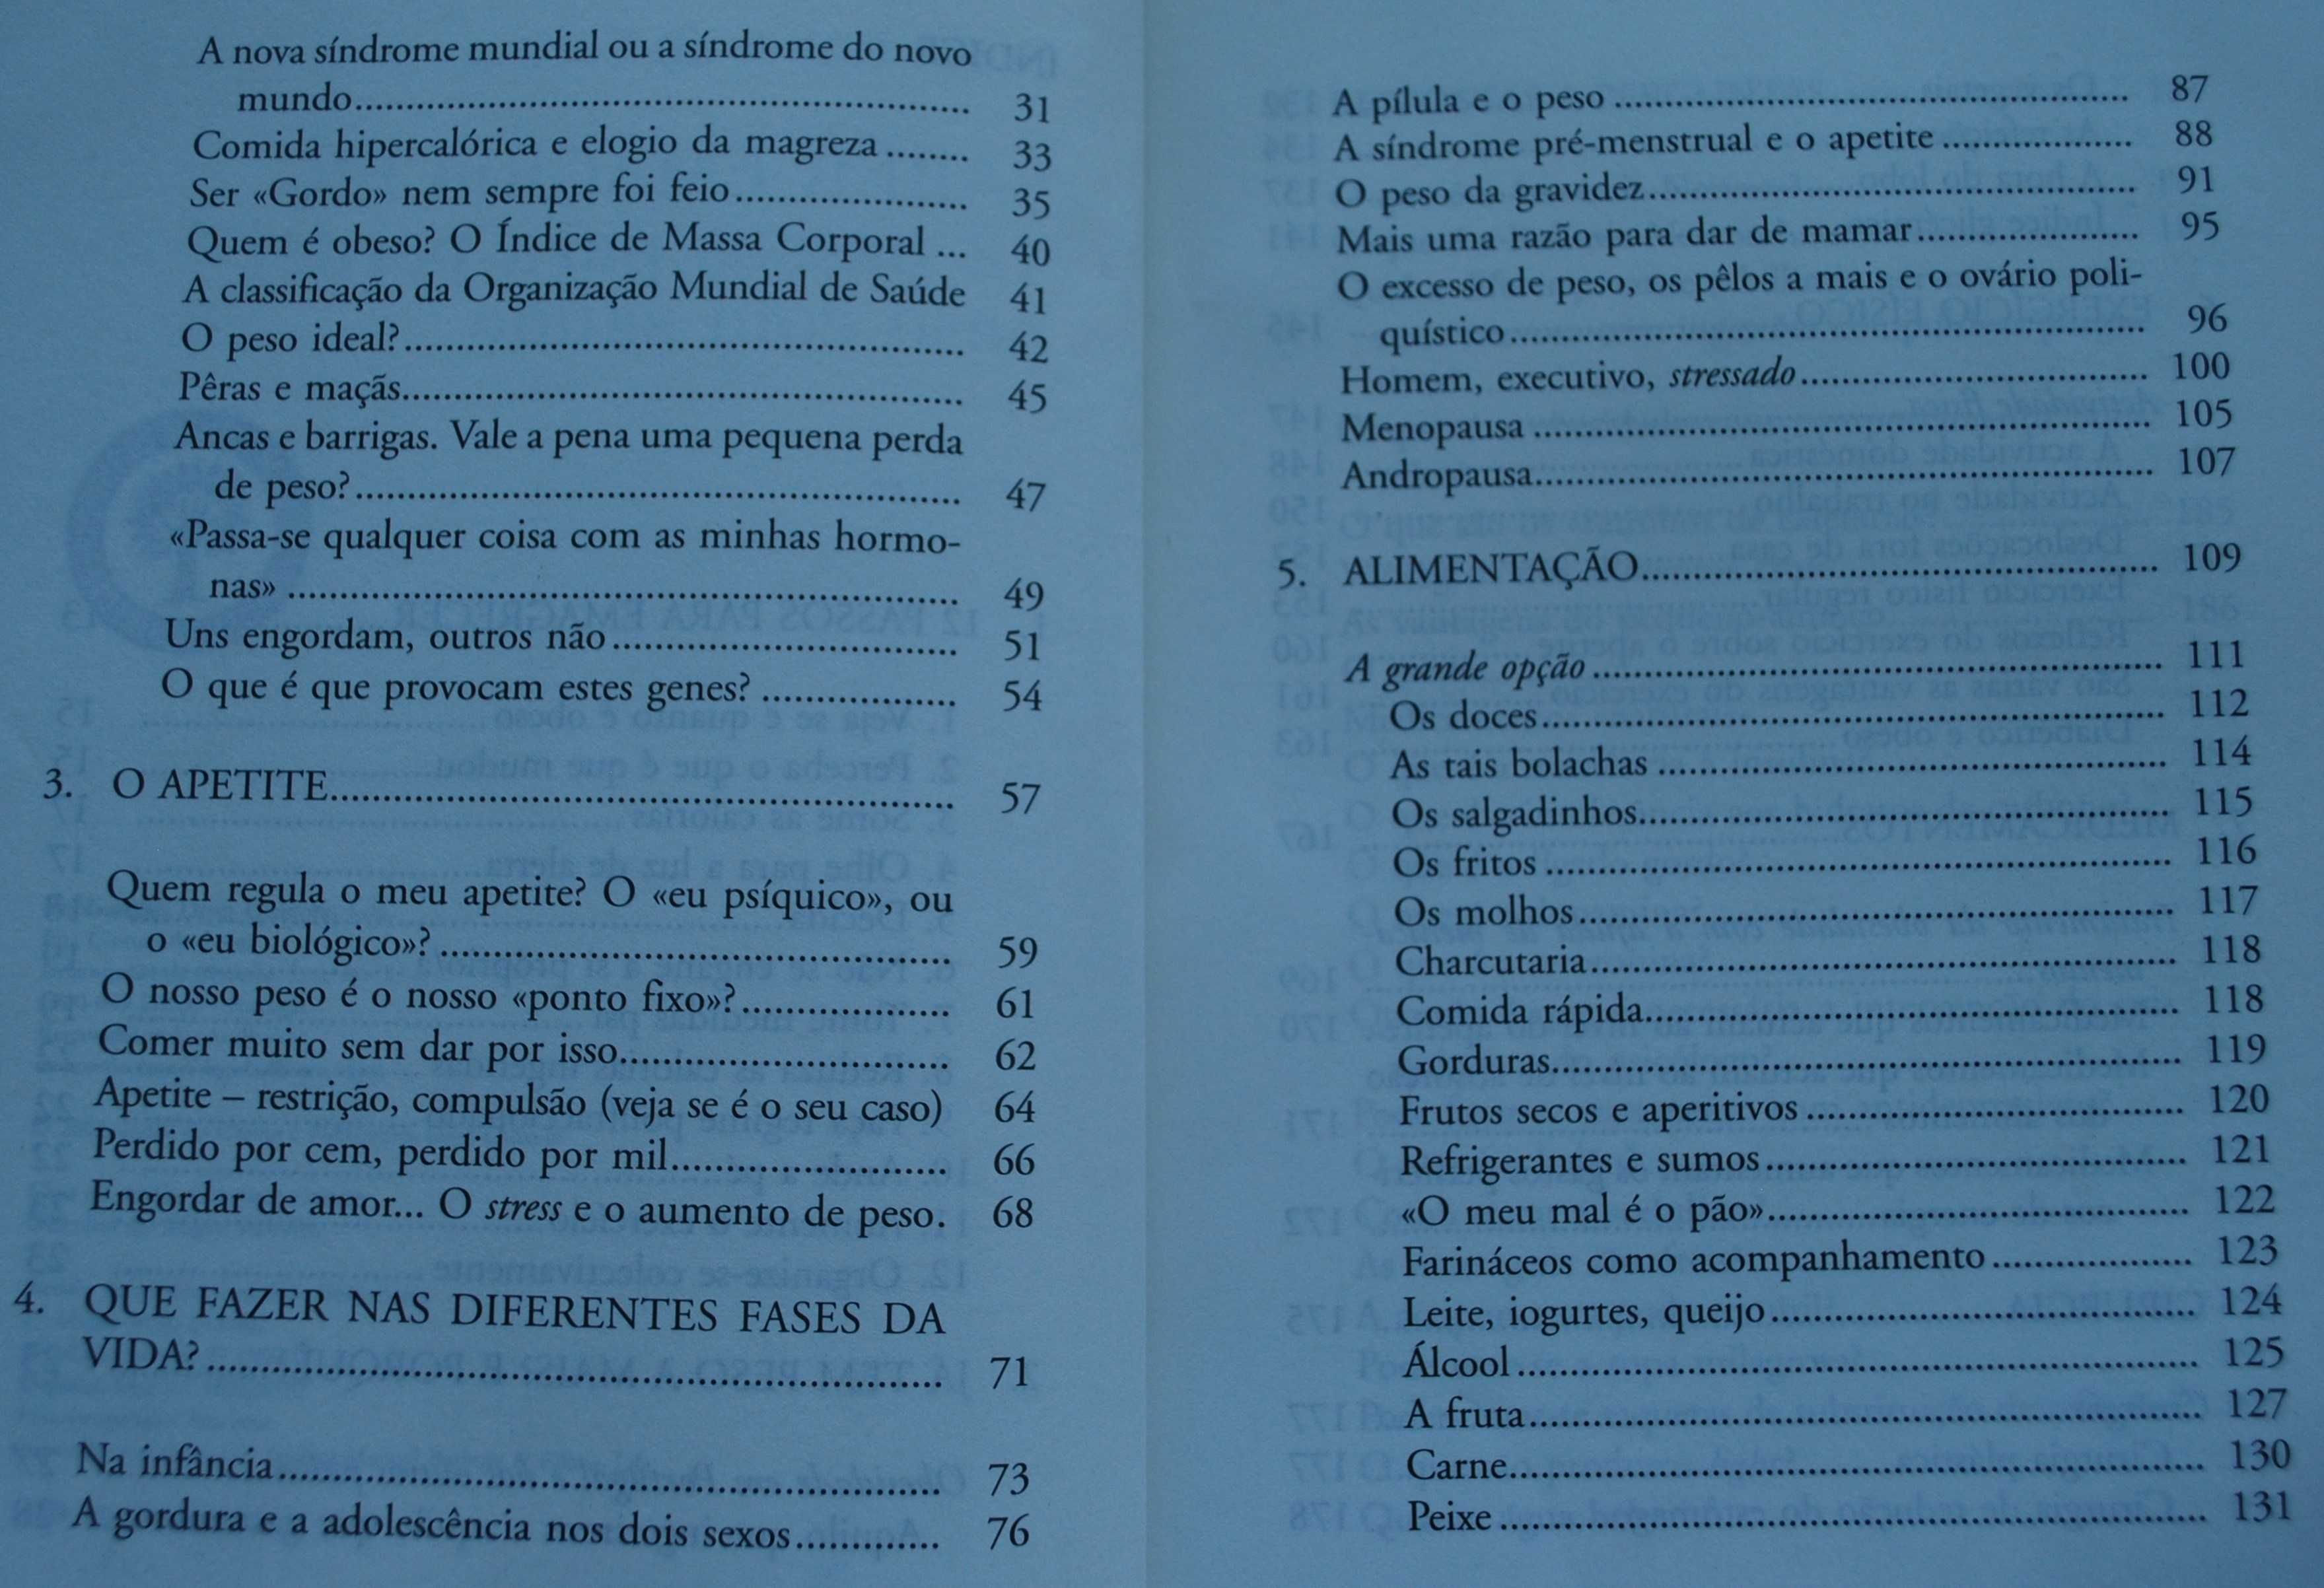 A nova síndrome mundial ou a síndrome do novo
mundo............................................................ 31
Comida hipercalórica e elogio da magreza ........ 33
Ser «Gordo» nem sempre foi feio....................... 35
Quem é obeso? O Índice de Massa Corporal ... 40
A classificação da Organização Mundial de Saúde 41
O peso ideal?....................................................... 42
Pêras e maçãs....................................................... 45
Ancas e barrigas. Vale a pena uma pequena perda
de peso?........................................................... 47
«Passa-se qualquer coisa com as minhas hormo-
nas» ................................................................. 49
Uns engordam, outros não .................................. 51
O que é que provocam estes genes? ................... 54
3. O APETITE............................................................. 57
Quem regula o meu apetite? O «eu psíquico», ou
o «eu biológico»? .................................................. 59
O nosso peso é o nosso «ponto fixo»?.................... 61
Comer muito sem dar por isso................................ 62
Apetite – restrição, compulsão (veja se é o seu caso) 64
Perdido por cem, perdido por mil........................... 66
Engordar de amor... O stress e o aumento de peso. 68
4. QUE FAZER NAS DIFERENTES FASES DA
VIDA? ........................................................................ 71
Na infância................................................................. 73
A gordura e a adolescência nos dois sexos.............. 76
A pílula e o peso .................................................. 87
A síndrome pré-menstrual e o apetite ................... 88
O peso da gravidez................................................ 91
Mais uma razão para dar de mamar...................... 95
O excesso de peso, os pêlos a mais e o ovário poli-
quístico.............................................................. 96
Homem, executivo, stressado.................................. 100
Menopausa ............................................................ 105
Andropausa............................................................ 107
5. ALIMENTAÇÃO.................................................. 109
A grande opção ........................................................ 111
Os doces............................................................. 112
As tais bolachas .................................................. 114
Os salgadinhos.................................................... 115
Os fritos ............................................................. 116
Os molhos.......................................................... 117
Charcutaria......................................................... 118
Comida rápida.................................................... 118
Gorduras............................................................. 119
Frutos secos e aperitivos ..................................... 120
Refrigerantes e sumos......................................... 121
«O meu mal é o pão»......................................... 122
Farináceos como acompanhamento ................... 123
Leite, iogurtes, queijo......................................... 124
Álcool ................................................................. 125
A fruta................................................................ 127
Carne.................................................................. 130
Peixe ................................................................... 131